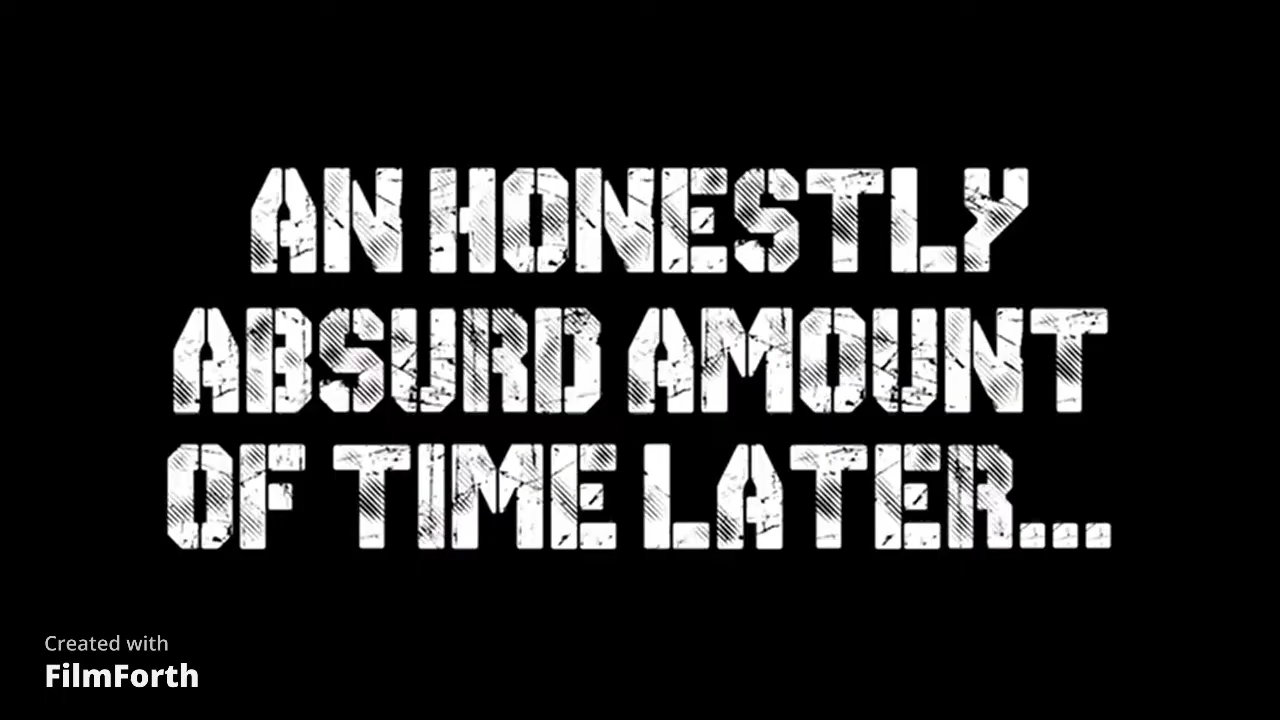 AN HONESTLY
ABSURD AMOUNT
OF TIME LATER...
Created with
FilmForth